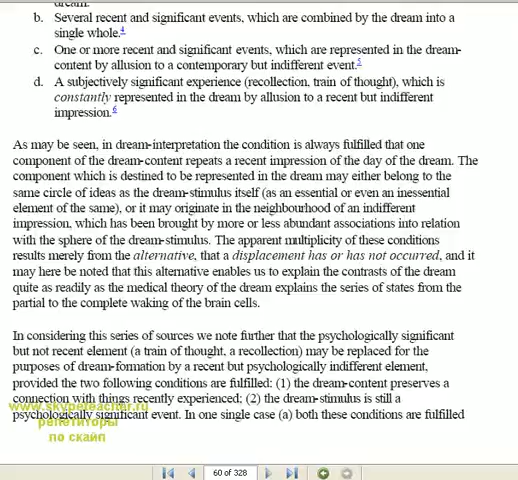 dream.
b. Several recent and significant events, which are combined by the dream into a
single whole.4
c. One or more recent and significant events, which are represented in the dream-
content by allusion to a contemporary but indifferent event.5
d. A subjectively significant experience (recollection, train of thought), which is
constantly represented in the dream by allusion to a recent but indifferent
impression.6
As may be seen, in dream-interpretation the condition is always fulfilled that one
component of the dream-content repeats a recent impression of the day of the dream. The
component which is destined to be represented in the dream may either belong to the
same circle of ideas as the dream-stimulus itself (as an essential or even an inessential
element of the same), or it may originate in the neighbourhood of an indifferent
impression, which has been brought by more or less abundant associations into relation
with the sphere of the dream-stimulus. The apparent multiplicity of these conditions
results merely from the alternative, that a displacement has or has not occurred, and it
may here be noted that this alternative enables us to explain the contrasts of the dream
quite as readily as the medical theory of the dream explains the series of states from the
partial to the complete waking of the brain cells.
In considering this series of sources we note further that the psychologically significant
but not recent element (a train of thought, a recollection) may be replaced for the
purposes of dream-formation by a recent but psychologically indifferent element,
provided the two following conditions are fulfilled: (1) the dream-content preserves a
connection with things recently experienced; (2) the dream-stimulus is still a
psychologically significant event. In one single case (a) both these conditions are fulfilled
www.skypeteachar.ru
репетиторы
по скайп
60 of 328